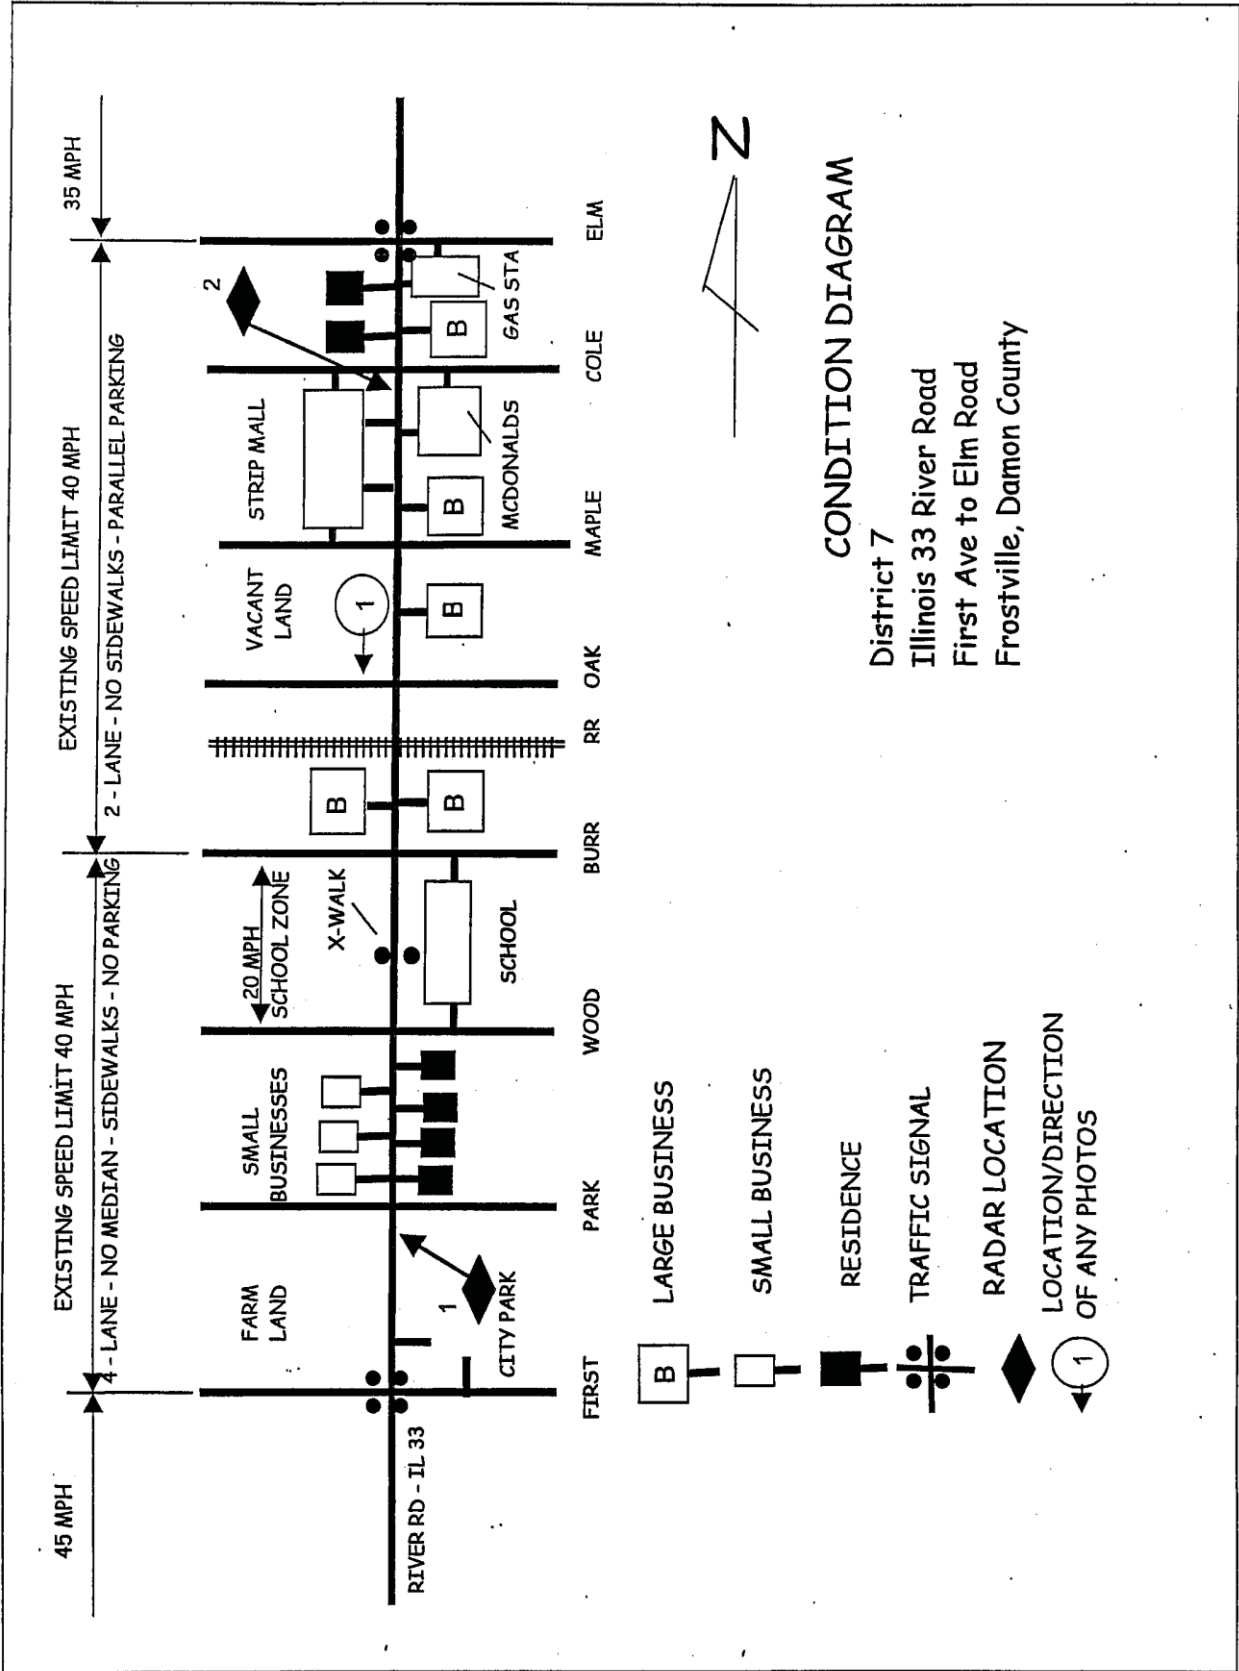 45 MPH
EXISTING SPEED LIMIT 40 MPH
EXISTING SPEED LIMIT 40 MPH
35 MPH
4 - LANE - NO MEDIAN - SIDEWALKS - NO PARKING
2 - LANE - NO SIDEWALKS - PARALLEL PARKING
FARM
LAND
SMALL
BUSINESSES
20 MPH
SCHOOL ZONE
X-WALK
B
VACANT
LAND
1
STRIP MALL
2
RIVER RD - IL 33
1
CITY PARK
SCHOOL
B
B
B
MCDONALDS
B
GAS STA
FIRST
PARK
WOOD
BURR
RR
OAK
MAPLE
COLE
ELM
B
LARGE BUSINESS
SMALL BUSINESS
RESIDENCE
TRAFFIC SIGNAL
RADAR LOCATION
1
LOCATION/DIRECTION
OF ANY PHOTOS
N
CONDITION DIAGRAM
District 7
Illinois 33 River Road
First Ave to Elm Road
Frostville, Damon County